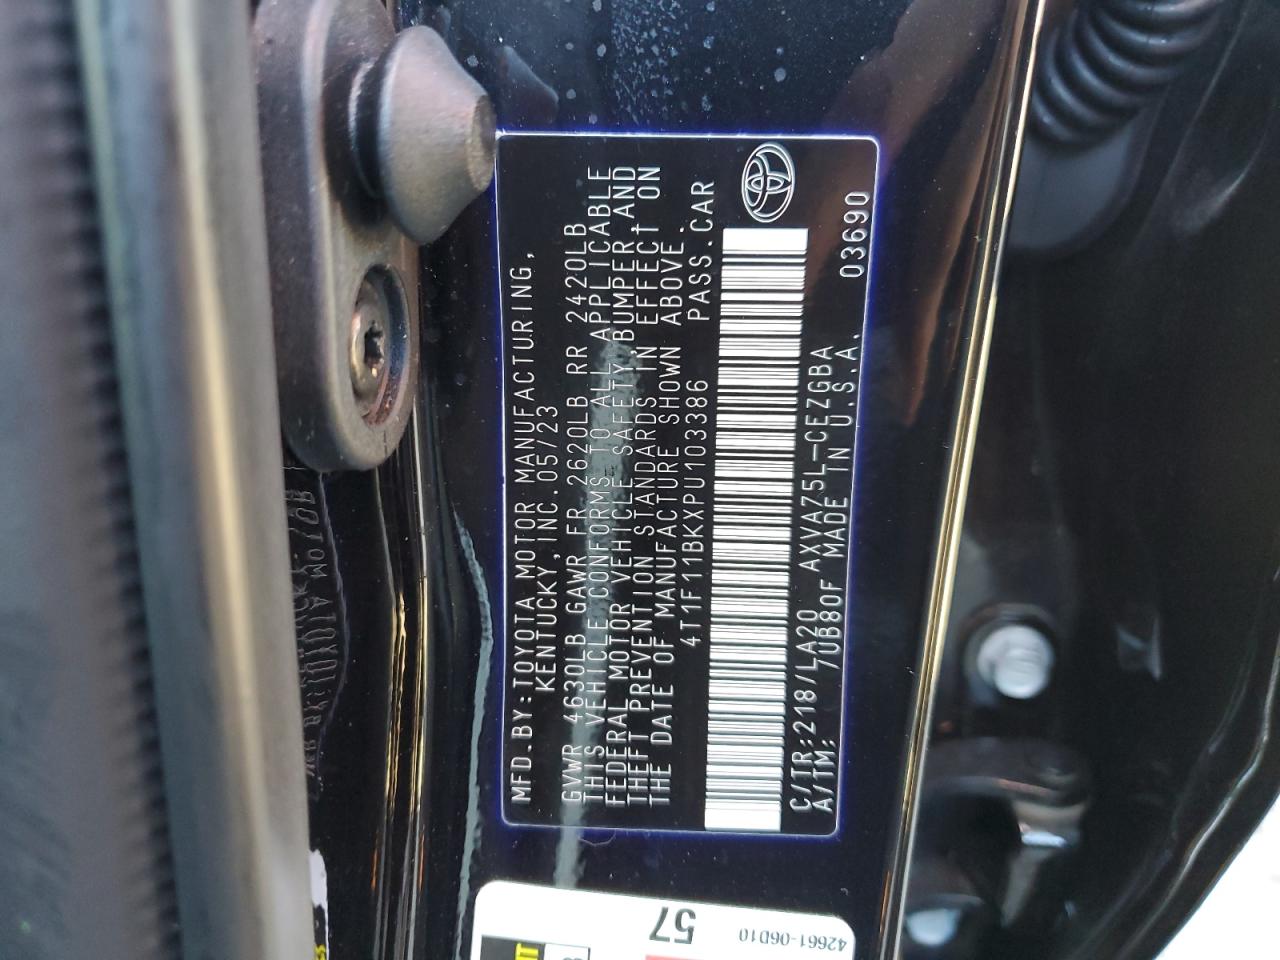 MFD.BY:TOYOTA MOTOR MANUFACTURING,
KENTUCKY,INC.05/23
GVWR 4630LB GAWR FR 2620LB RR 2420LB
THIS VEHICLE CONFORMS TO ALL APPLICABLE
FEDERAL MOTOR VEHICLE SAFETY,BUMPER,AND
THEFT PREVENTION STANDARDS IN EFFECT ON
THE DATE OF MANUFACTURE SHOWN ABOVE.
4T1F11BKXPU103386 PASS.CAR
C/TR:218/LA20 AXVA75L-CEZGBA
A/TM: 70B80F MADE IN U.S.A. 03690
57
42661-06D10